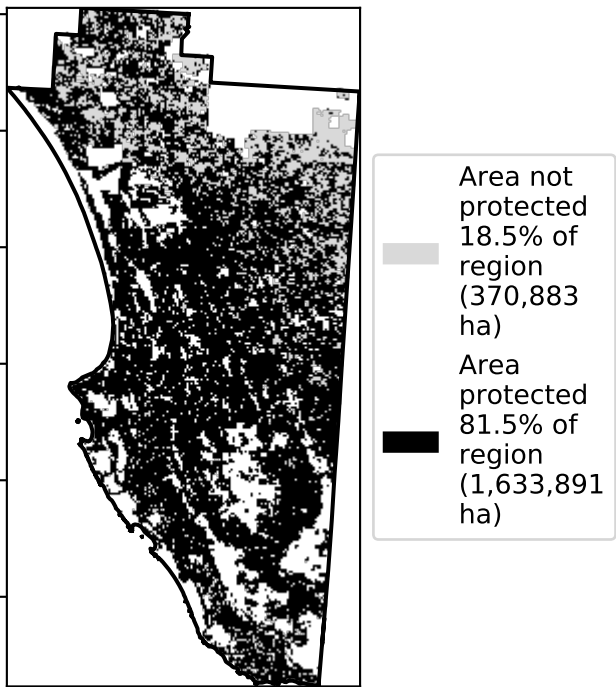 Area not
protected
18.5% of
region
(370,883
ha)
Area
protected
81.5% of
region
(1,633,891
ha)